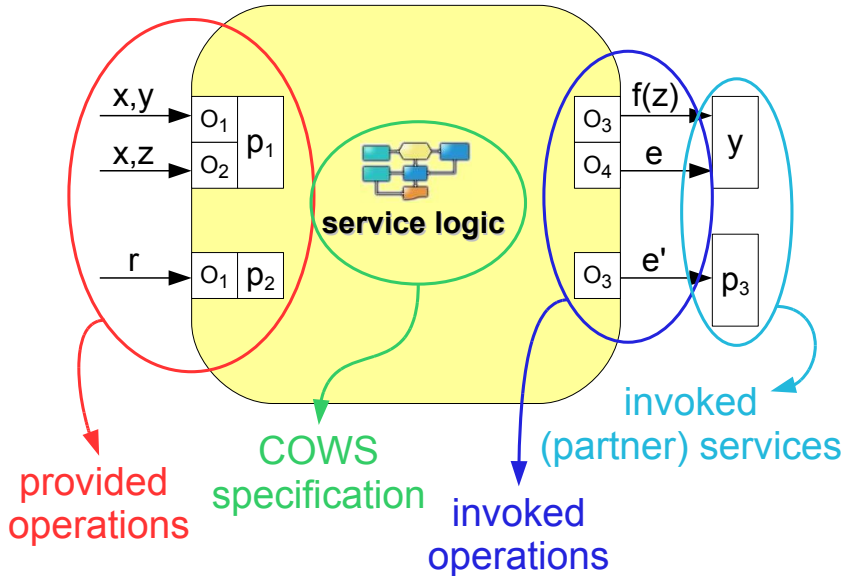 x,y
O₁
p₁
x,z
O₂
r
O₁
p₂
service logic
O₃
f(z)
y
O₄
e
O₃
e'
p₃
provided
operations
COWS
specification
invoked
operations
invoked
(partner) services